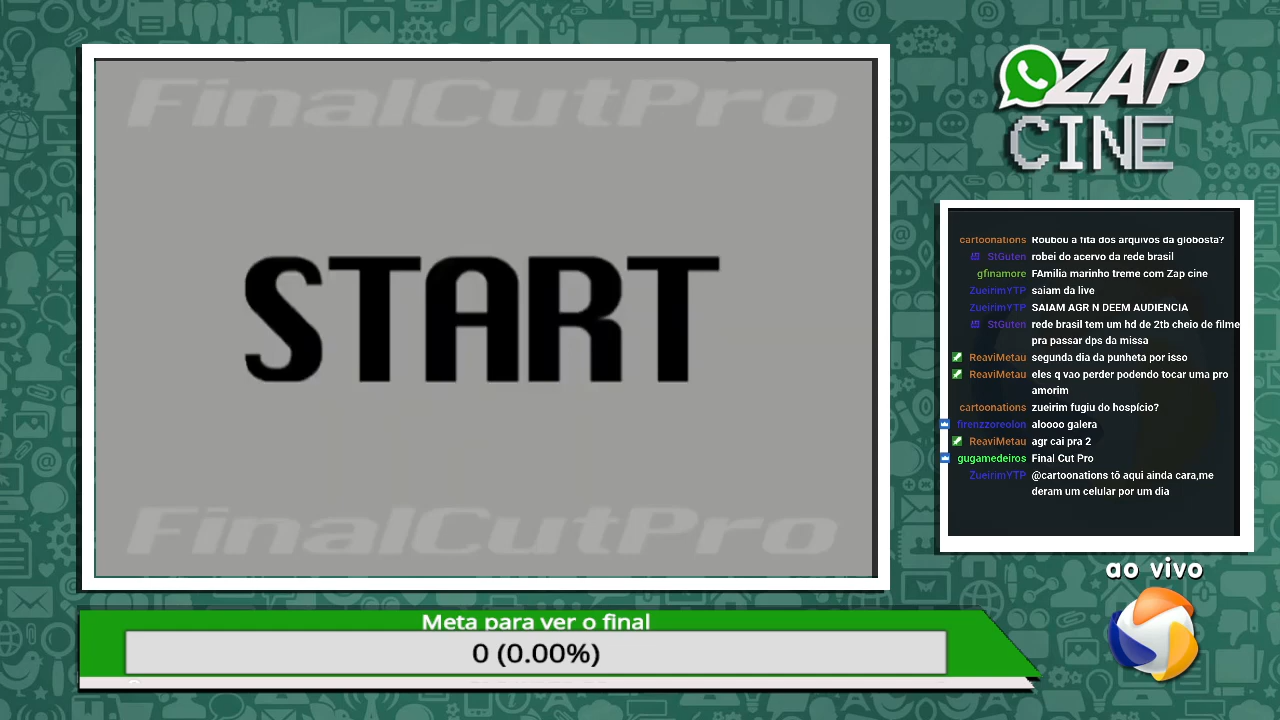 FinalCutPro
START
FinalCutPro
ZAP
CINE
cartoonations Roubou a fita dos arquivos da globosta?
StGuten robei do acervo da rede brasil
gfinamore FAmilia marinho treme com Zap cine
ZueirimYTP saiam da live
ZueirimYTP SAIAM AGR N DEEM AUDIENCIA
StGuten rede brasil tem um hd de 2tb cheio de filme
pra passar dps da missa
ReaviMetau segunda dia da punheta por isso
ReaviMetau eles q vao perder podendo tocar uma pro
amorim
cartoonations zueirim fugiu do hospício?
firenzzoreolon aloooo galera
ReaviMetau agr cai pra 2
gugamedeiros Final Cut Pro
ZueirimYTP @cartoonations tô aqui ainda cara,me
deram um celular por um dia
ao vivo
Meta para ver o final
0 (0.00%)